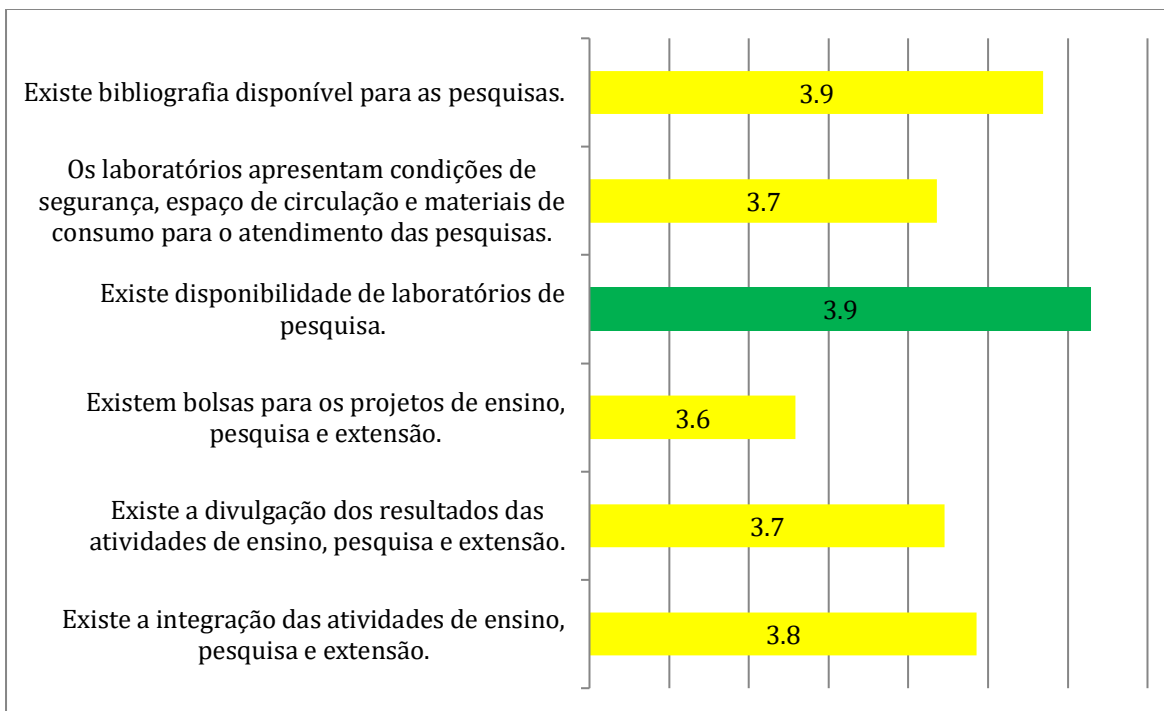 Existe bibliografia disponível para as pesquisas.
3.9
Os laboratórios apresentam condições de
segurança, espaço de circulação e materiais de
consumo para o atendimento das pesquisas.
3.7
Existe disponibilidade de laboratórios de
pesquisa.
3.9
Existem bolsas para os projetos de ensino,
pesquisa e extensão.
3.6
Existe a divulgação dos resultados das
atividades de ensino, pesquisa e extensão.
3.7
Existe a integração das atividades de ensino,
pesquisa e extensão.
3.8